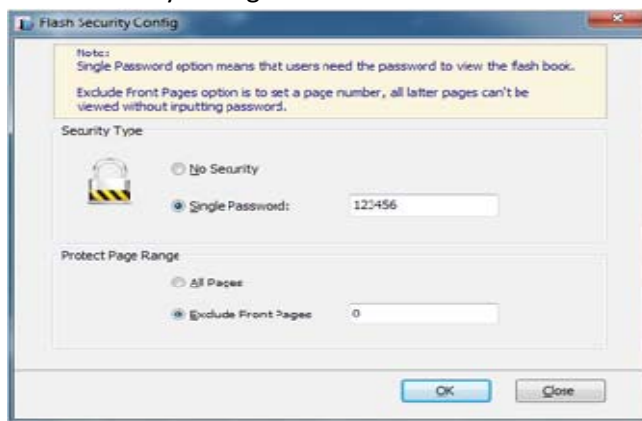 Flash Security Config
Note:
Single Password option means that users need the password to view the flash book.
Exclude Front Pages option is to set a page number, all latter pages can't be
viewed without inputting password.
Security Type
No Security
Single Password: 123456
Protect Page Range
All Pages
Exclude Front Pages 0
OK Close